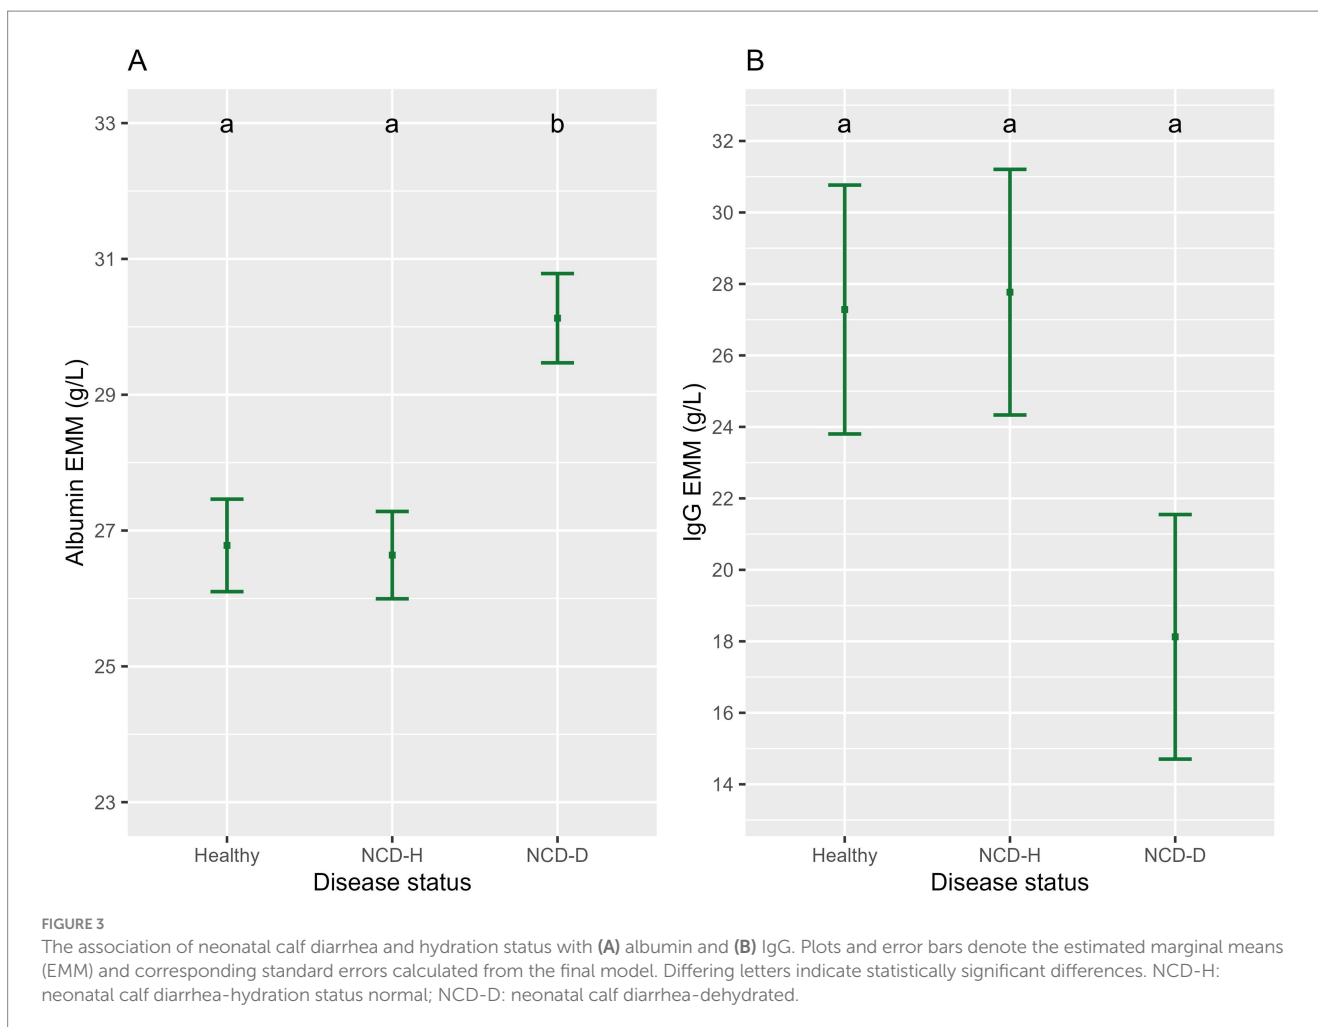 A
33
31
29
27
25
23
Albumin EMM (g/L)
a a b
Healthy NCD-H NCD-D
Disease status
B
32
30
28
26
24
22
20
18
16
14
IgG EMM (g/L)
a a a
Healthy NCD-H NCD-D
Disease status
FIGURE 3
The association of neonatal calf diarrhea and hydration status with (A) albumin and (B) IgG. Plots and error bars denote the estimated marginal means
(EMM) and corresponding standard errors calculated from the final model. Differing letters indicate statistically significant differences. NCD-H:
neonatal calf diarrhea-hydration status normal; NCD-D: neonatal calf diarrhea-dehydrated.